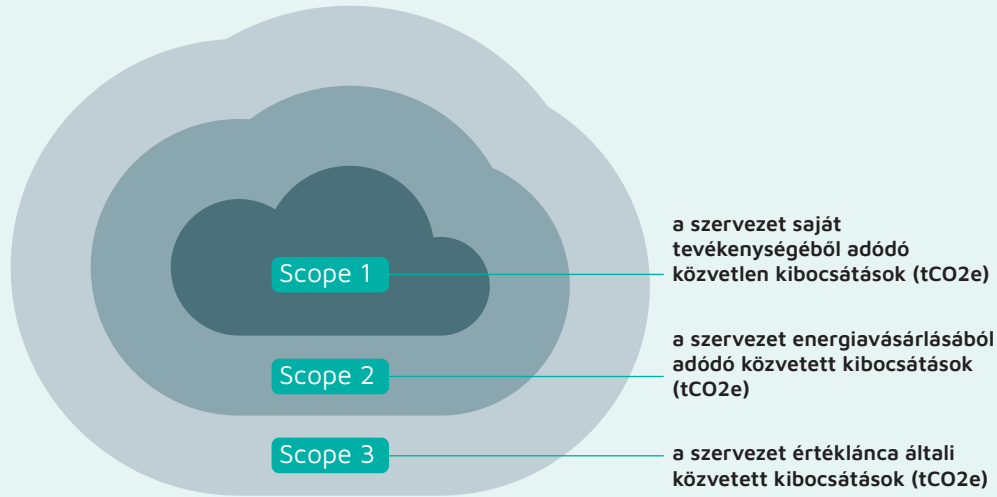 Scope 1
a szervezet saját
tevékenységéből adódó
közvetlen kibocsátások (tCO2e)
Scope 2
a szervezet energiavásárlásából
adódó közvetett kibocsátások
(tCO2e)
Scope 3
a szervezet értéklánca általi
közvetett kibocsátások (tCO2e)